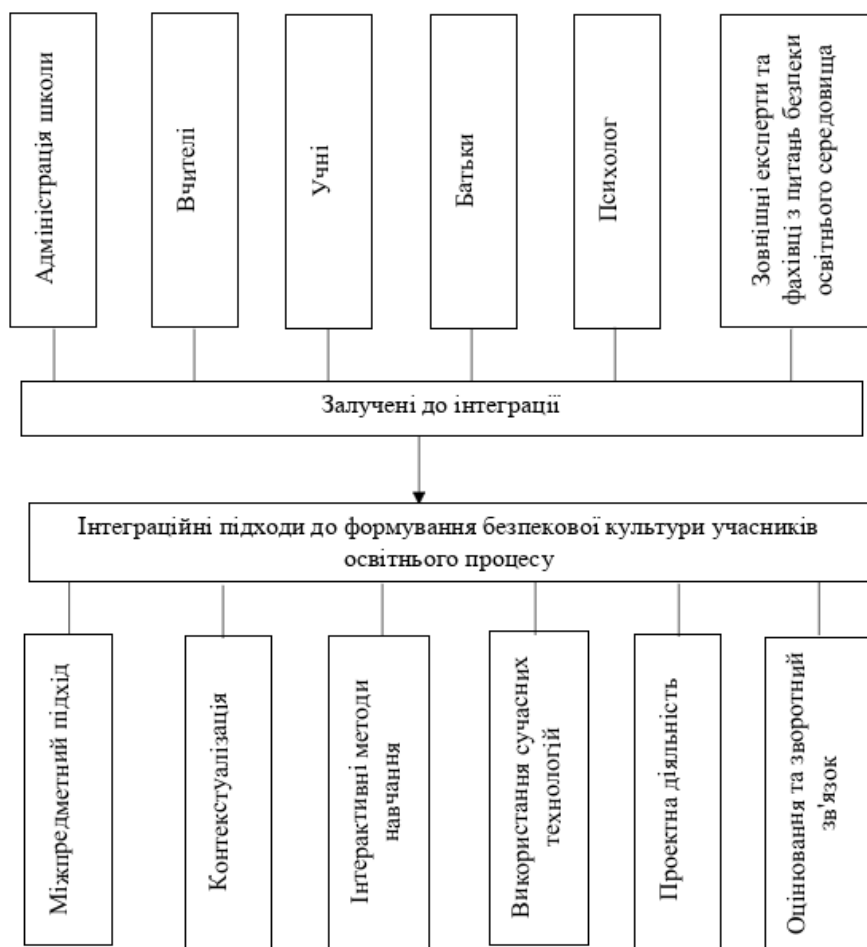 Адміністрація школи
Вчителі
Учні
Батьки
Психолог
Зовнішні експерти та
фахівці з питань безпеки
освітнього середовища
Залучені до інтеграції
Інтеграційні підходи до формування безпекової культури учасників
освітнього процесу
Міжпредметний підхід
Контекстуалізація
Інтерактивні методи
навчання
Використання сучасних
технологій
Проектна діяльність
Оцінювання та зворотний
зв'язок